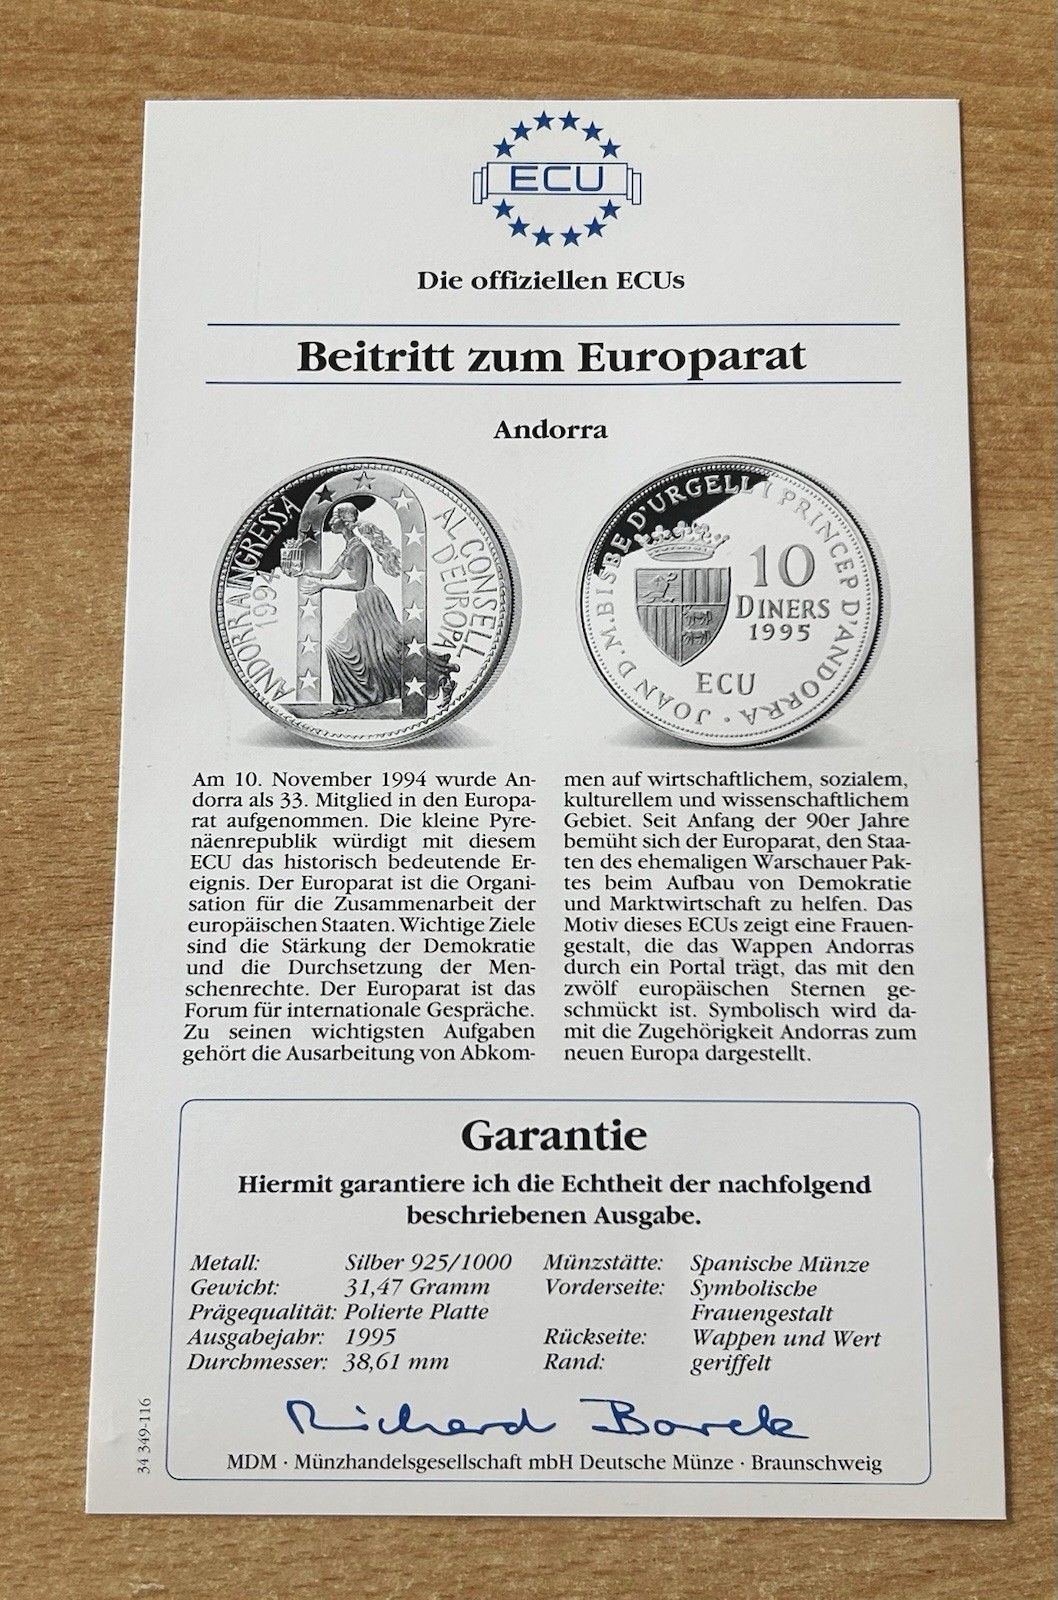 ECU
Die offiziellen ECUs
Beitritt zum Europarat
Andorra
ANDORRA INGRESSA
1994
AL CONSELL
D'EUROPA
JOAN D.M. BISBE D'URGELL I PRINCEP D'ANDORRA ·
10
DINERS
1995
ECU
Am 10. November 1994 wurde An-
dorra als 33. Mitglied in den Europa-
rat aufgenommen. Die kleine Pyre-
näenrepublik würdigt mit diesem
ECU das historisch bedeutende Er-
eignis. Der Europarat ist die Organi-
sation für die Zusammenarbeit der
europäischen Staaten. Wichtige Ziele
sind die Stärkung der Demokratie
und die Durchsetzung der Men-
schenrechte. Der Europarat ist das
Forum für internationale Gespräche.
Zu seinen wichtigsten Aufgaben
gehört die Ausarbeitung von Abkom-
men auf wirtschaftlichem, sozialem,
kulturellem und wissenschaftlichem
Gebiet. Seit Anfang der 90er Jahre
bemüht sich der Europarat, den Staa-
ten des ehemaligen Warschauer Pak-
tes beim Aufbau von Demokratie
und Marktwirtschaft zu helfen. Das
Motiv dieses ECUs zeigt eine Frauen-
gestalt, die das Wappen Andorras
durch ein Portal trägt, das mit den
zwölf europäischen Sternen ge-
schmückt ist. Symbolisch wird da-
mit die Zugehörigkeit Andorras zum
neuen Europa dargestellt.
Garantie
Hiermit garantiere ich die Echtheit der nachfolgend
beschriebenen Ausgabe.
Metall: Silber 925/1000
Gewicht: 31,47 Gramm
Prägequalität: Polierte Platte
Ausgabejahr: 1995
Durchmesser: 38,61 mm
Münzstätte: Spanische Münze
Vorderseite: Symbolische
Frauengestalt
Rückseite: Wappen und Wert
Rand: geriffelt
Richard Borek
MDM · Münzhandelsgesellschaft mbH Deutsche Münze · Braunschweig
34 349-116